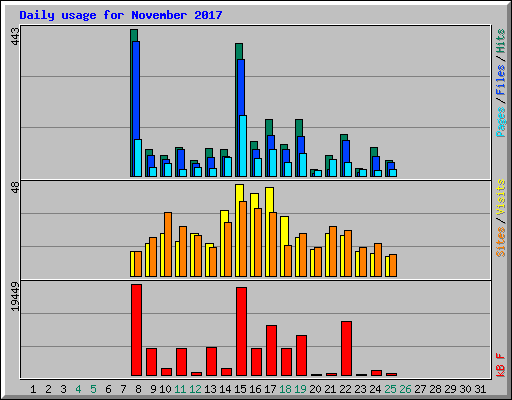 Daily usage for November 2017
443
Pages / Files / Hits
48
Sites / Visits
19449
kB F
1 2 3 4 5 6 7 8 9 10 11 12 13 14 15 16 17 18 19 20 21 22 23 24 25 26 27 28 29 30 31